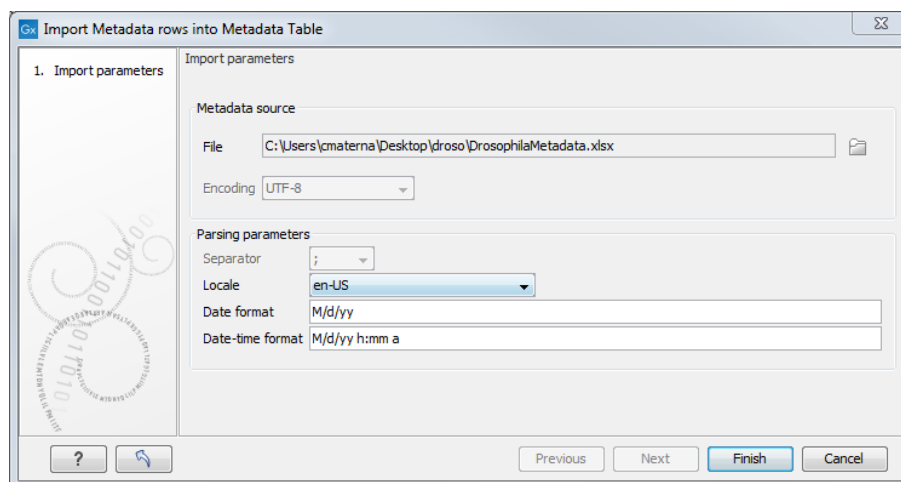 Gx Import Metadata rows into Metadata Table
1. Import parameters
Import parameters
Metadata source
File C:\Users\cmaterna\Desktop\droso\DrosophilaMetadata.xlsx
Encoding UTF-8
Parsing parameters
Separator ;
Locale en-US
Date format M/d/yy
Date-time format M/d/yy h:mm a
? Previous Next Finish Cancel